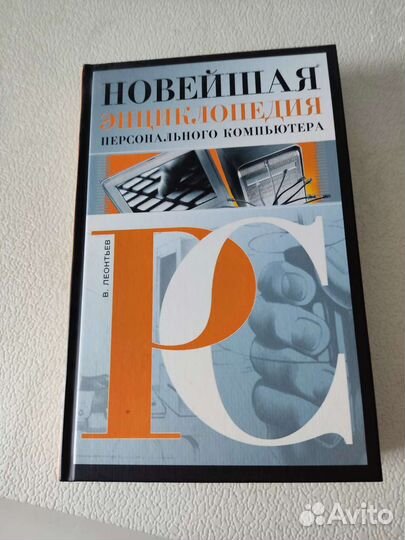 НОВЕЙШАЯ
ЭНЦИКЛОПЕДИЯ
ПЕРСОНАЛЬНОГО КОМПЬЮТЕРА
В. ЛЕОНТЬЕВ
PC
Avito